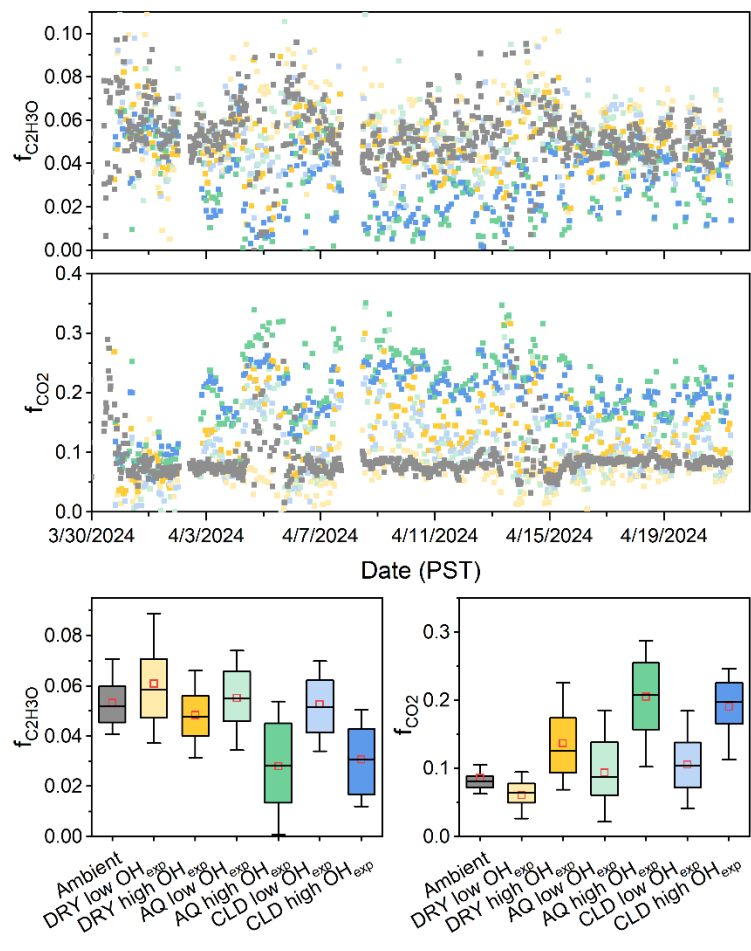 0.10
0.08
0.06
0.04
0.02
0.00
fC2H3O
0.4
0.3
0.2
0.1
0.0
fCO2
3/30/2024 4/3/2024 4/7/2024 4/11/2024 4/15/2024 4/19/2024
Date (PST)
0.08
0.06
0.04
0.02
0.00
fC2H3O
Ambient
DRY low OHexp
DRY high OHexp
AQ low OHexp
AQ high OHexp
CLD low OHexp
CLD high OHexp
0.3
0.2
0.1
0.0
fCO2
Ambient
DRY low OHexp
DRY high OHexp
AQ low OHexp
AQ high OHexp
CLD low OHexp
CLD high OHexp